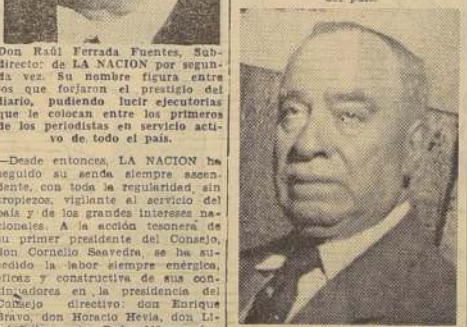 Don Raúl Ferrada Fuentes, Sub-
director de LA NACION por segun-
da vez. Su nombre figura entre
os que forjaron el prestigio del
diario, pudiendo lucir ejecutorias
que le colocan entre los primeros
de los periodistas en servicio acti-
vo de todo el país.
—Desde entonces, LA NACION ha
seguido su senda siempre ascen-
dente, con toda la regularidad, sin
tropiezos, vigilante al servicio del
país y de los grandes intereses na-
cionales. A la acción tesonera de
su primer presidente del Consejo,
don Cornelio Saavedra, se ha su-
cedido la labor siempre enérgica,
eficaz y constructiva de sus con-
tinuadores en la presidencia del
Consejo directivo: don Enrique
Bravo, don Horacio Hevia, don Li-